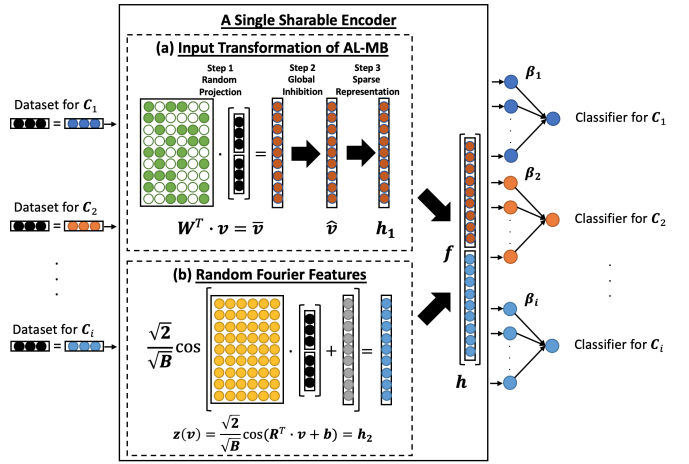 A Single Sharable Encoder
(a) Input Transformation of AL-MB
Step 1
Random
Projection
Step 2
Global
Inhibition
Step 3
Sparse
Representation
·
=
Wᵀ · v = v̅
v̂
h₁
(b) Random Fourier Features
√2
√B
cos
·
+
=
z(v) = √2/√B cos(Rᵀ · v + b) = h₂
Dataset for C₁
=
Dataset for C₂
=
Dataset for Cᵢ
=
f
h
β₁
Classifier for C₁
β₂
Classifier for C₂
βᵢ
Classifier for Cᵢ